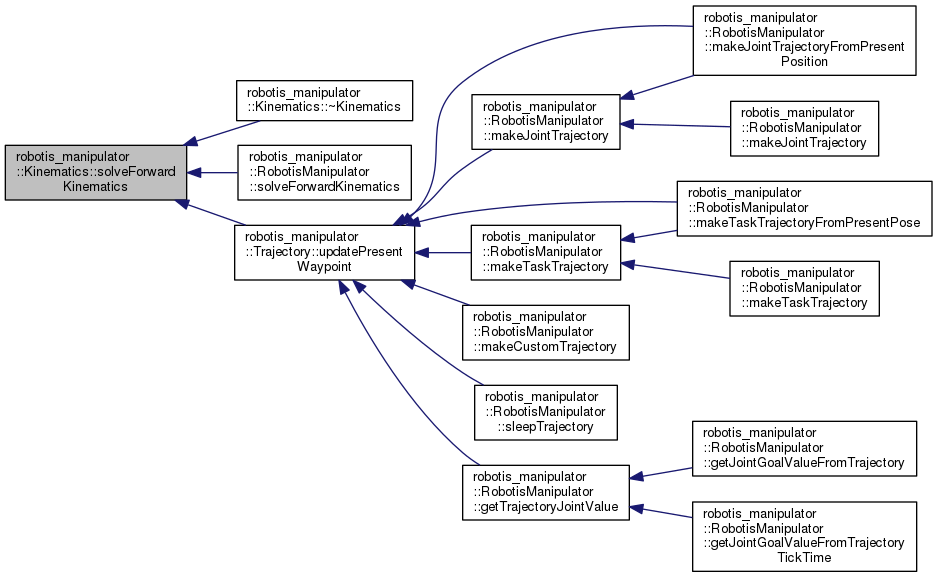 robotis_manipulator
::Kinematics::solveForward
Kinematics
robotis_manipulator
::Kinematics::~Kinematics
robotis_manipulator
::RobotisManipulator
::solveForwardKinematics
robotis_manipulator
::Trajectory::updatePresent
Waypoint
robotis_manipulator
::RobotisManipulator
::makeJointTrajectory
robotis_manipulator
::RobotisManipulator
::makeJointTrajectoryFromPresent
Position
robotis_manipulator
::RobotisManipulator
::makeJointTrajectory
robotis_manipulator
::RobotisManipulator
::makeTaskTrajectoryFromPresentPose
robotis_manipulator
::RobotisManipulator
::makeTaskTrajectory
robotis_manipulator
::RobotisManipulator
::makeTaskTrajectory
robotis_manipulator
::RobotisManipulator
::makeCustomTrajectory
robotis_manipulator
::RobotisManipulator
::sleepTrajectory
robotis_manipulator
::RobotisManipulator
::getTrajectoryJointValue
robotis_manipulator
::RobotisManipulator
::getJointGoalValueFromTrajectory
robotis_manipulator
::RobotisManipulator
::getJointGoalValueFromTrajectory
TickTime